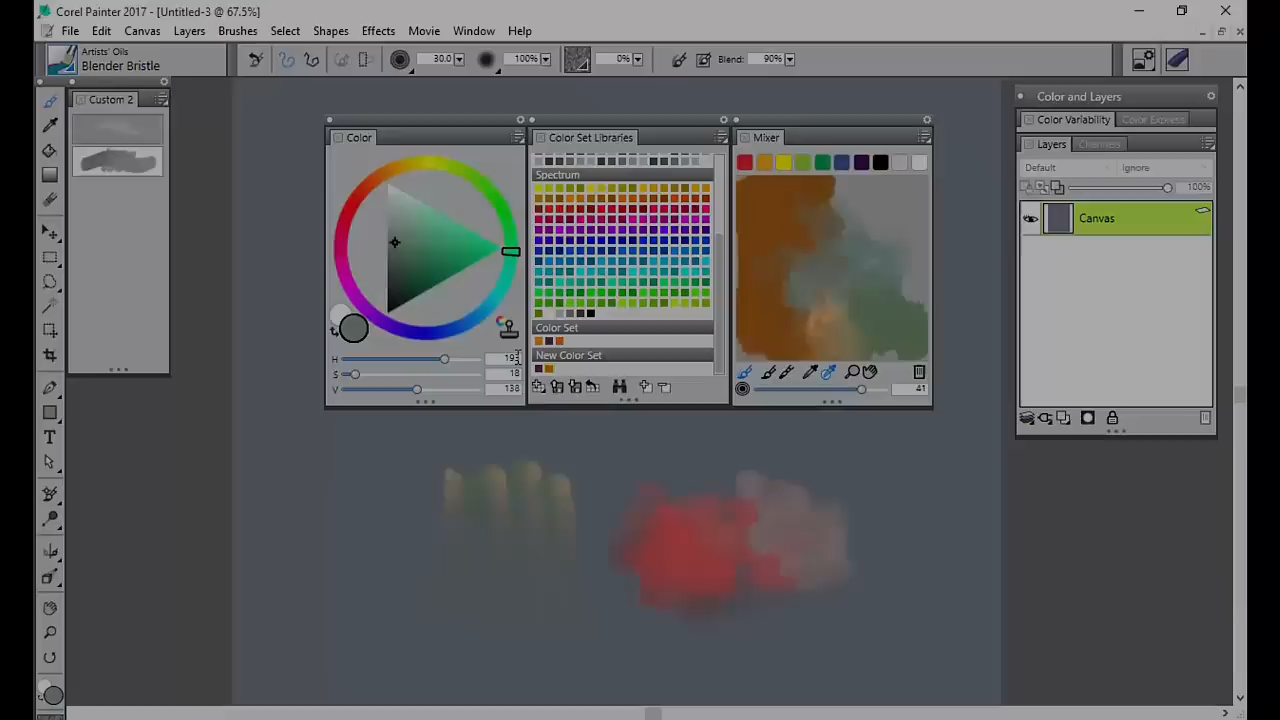 Corel Painter 2017 - [Untitled-3 @ 67.5%]
File Edit Canvas Layers Brushes Select Shapes Effects Movie Window Help
Artists' Oils
Blender Bristle
30.0 100% 0% Blend: 90%
Custom 2
Color
H
S 18
V 138
Color Set Libraries
Spectrum
Color Set
New Color Set
Mixer
41
Color and Layers
Color Variability Color Express
Layers Channels
Default Ignore
100%
Canvas